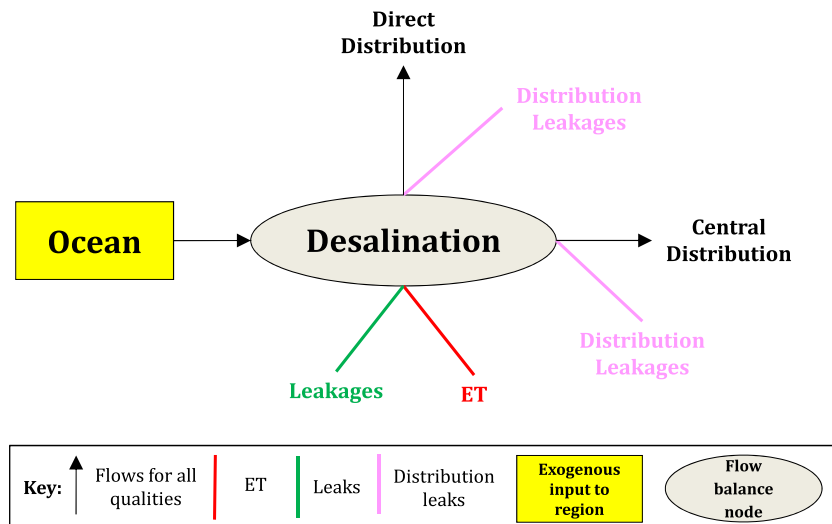 Direct
Distribution
Distribution
Leakages
Ocean
Desalination
Central
Distribution
Distribution
Leakages
Leakages
ET
Key:
Flows for all
qualities
ET
Leaks
Distribution
leaks
Exogenous
input to
region
Flow
balance
node